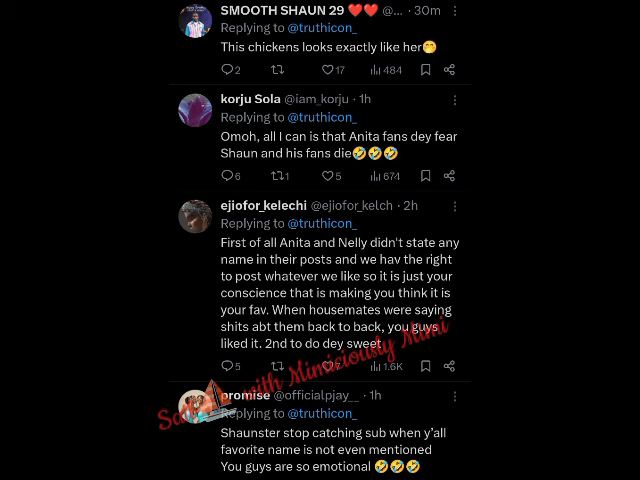 SMOOTH SHAUN 29 ❤️❤️ @... · 30m
Replying to @truthicon_
This chickens looks exactly like her🤭
2 17 484
korju Sola @iam_korju · 1h
Replying to @truthicon_
Omoh, all I can is that Anita fans dey fear
Shaun and his fans die🤣🤣🤣
6 1 5 674
ejiofor_kelechi @ejiofor_kelch · 2h
Replying to @truthicon_
First of all Anita and Nelly didn't state any
name in their posts and we hav the right
to post whatever we like so it is just your
conscience that is making you think it is
your fav. When housemates were saying
shits abt them back to back, you guys
liked it. 2nd to do dey sweet
5 7 1.6K
with Mimiciously Mimi
promise @officialpjay__ · 1h
Replying to @truthicon_
Shaunster stop catching sub when y'all
favorite name is not even mentioned
You guys are so emotional 🤣🤣🤣